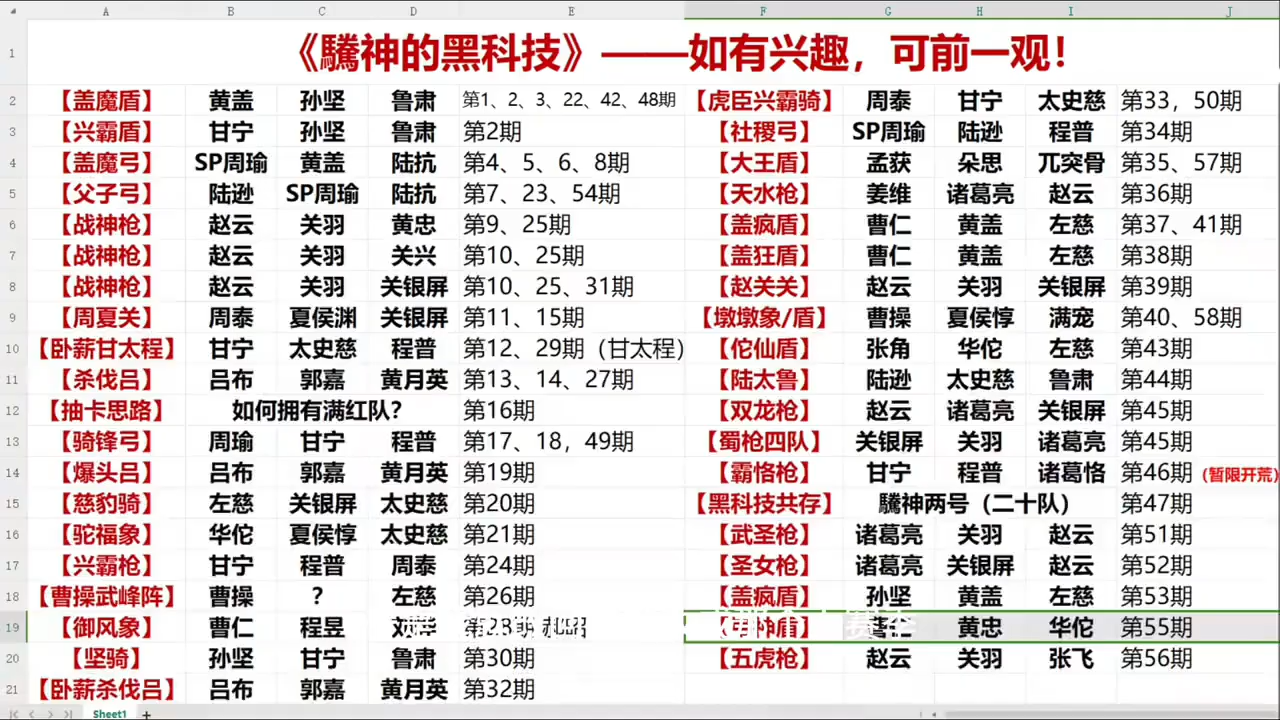 A B C D E F G H I J
1 《驣神的黑科技》——如有兴趣，可前一观！
2 【盖魔盾】 黄盖 孙坚 鲁肃 第1、2、3、22、42、48期 【虎臣兴霸骑】 周泰 甘宁 太史慈 第33，50期
3 【兴霸盾】 甘宁 孙坚 鲁肃 第2期 【社稷弓】 SP周瑜 陆逊 程普 第34期
4 【盖魔弓】 SP周瑜 黄盖 陆抗 第4、5、6、8期 【大王盾】 孟获 朵思 兀突骨 第35、57期
5 【父子弓】 陆逊 SP周瑜 陆抗 第7、23、54期 【天水枪】 姜维 诸葛亮 赵云 第36期
6 【战神枪】 赵云 关羽 黄忠 第9、25期 【盖疯盾】 曹仁 黄盖 左慈 第37、41期
7 【战神枪】 赵云 关羽 关兴 第10、25期 【盖狂盾】 曹仁 黄盖 左慈 第38期
8 【战神枪】 赵云 关羽 关银屏 第10、25、31期 【赵关关】 赵云 关羽 关银屏 第39期
9 【周夏关】 周泰 夏侯渊 关银屏 第11、15期 【墩墩象/盾】 曹操 夏侯惇 满宠 第40、58期
10 【卧薪甘太程】 甘宁 太史慈 程普 第12、29期（甘太程） 【佗仙盾】 张角 华佗 左慈 第43期
11 【杀伐吕】 吕布 郭嘉 黄月英 第13、14、27期 【陆太鲁】 陆逊 太史慈 鲁肃 第44期
12 【抽卡思路】 如何拥有满红队？ 第16期 【双龙枪】 赵云 诸葛亮 关银屏 第45期
13 【骑锋弓】 周瑜 甘宁 程普 第17、18，49期 【蜀枪四队】 关银屏 关羽 诸葛亮 第45期
14 【爆头吕】 吕布 郭嘉 黄月英 第19期 【霸恪枪】 甘宁 程普 诸葛恪 第46期（暂限开荒）
15 【慈豹骑】 左慈 关银屏 太史慈 第20期 【黑科技共存】 驣神两号（二十队） 第47期
16 【驼福象】 华佗 夏侯惇 太史慈 第21期 【武圣枪】 诸葛亮 关羽 赵云 第51期
17 【兴霸枪】 甘宁 程普 周泰 第24期 【圣女枪】 诸葛亮 关银屏 赵云 第52期
18 【曹操武峰阵】 曹操 ？ 左慈 第26期 【盖疯盾】 孙坚 黄盖 左慈 第53期
19 【御风象】 曹仁 程昱 盾】 黄忠 华佗 第55期
20 【坚骑】 孙坚 甘宁 鲁肃 第30期 【五虎枪】 赵云 关羽 张飞 第56期
21 【卧薪杀伐吕】 吕布 郭嘉 黄月英 第32期
Sheet1 +